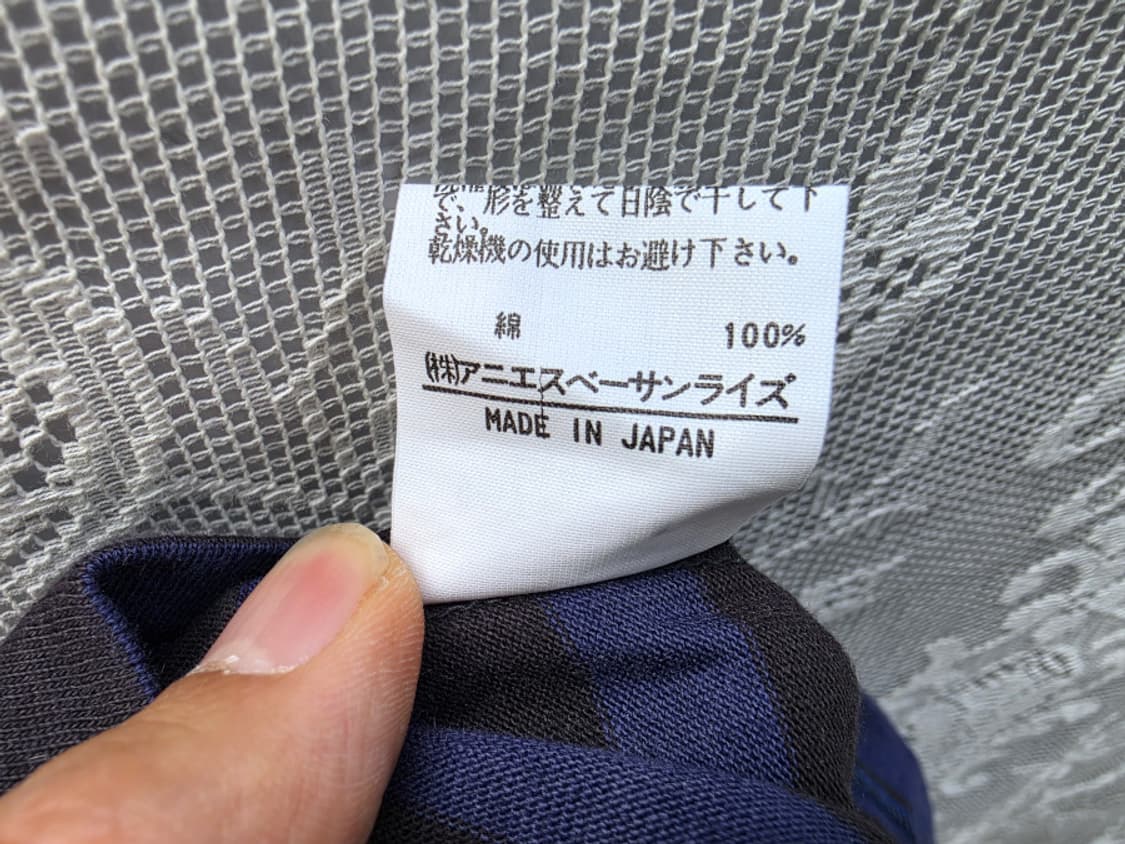 で、形を整えて日陰で干して下
さい。
乾燥機の使用はお避け下さい。
綿 100%
(株)アニエスベーサンライズ
MADE IN JAPAN